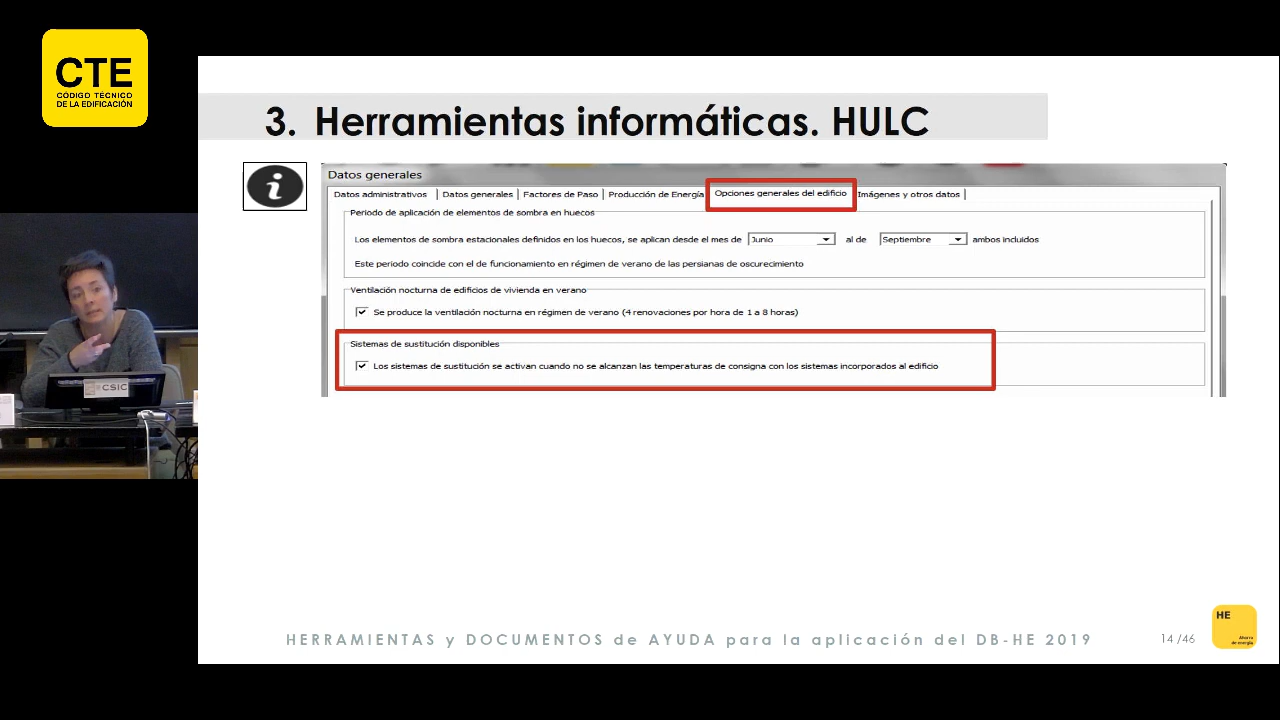 CTE
CÓDIGO TÉCNICO
DE LA EDIFICACIÓN
3. Herramientas informáticas. HULC
i
Datos generales
Datos administrativos | Datos generales | Factores de Paso | Producción de Energía Opciones generales del edificio Imágenes y otros datos |
Periodo de aplicación de elementos de sombra en huecos
Los elementos de sombra estacionales definidos en los huecos, se aplican desde el mes de Junio al de Septiembre ambos incluidos
Este periodo coincide con el de funcionamiento en régimen de verano de las persianas de oscurecimiento
Ventilación nocturna de edificios de vivienda en verano
Se produce la ventilación nocturna en régimen de verano (4 renovaciones por hora de 1 a 8 horas)
Sistemas de sustitución disponibles
Los sistemas de sustitución se activan cuando no se alcanzan las temperaturas de consigna con los sistemas incorporados al edificio
CSIC
HERRAMIENTAS y DOCUMENTOS de AYUDA para la aplicación del DB-HE 2019
14 /46
HE
Ahorro
de energía